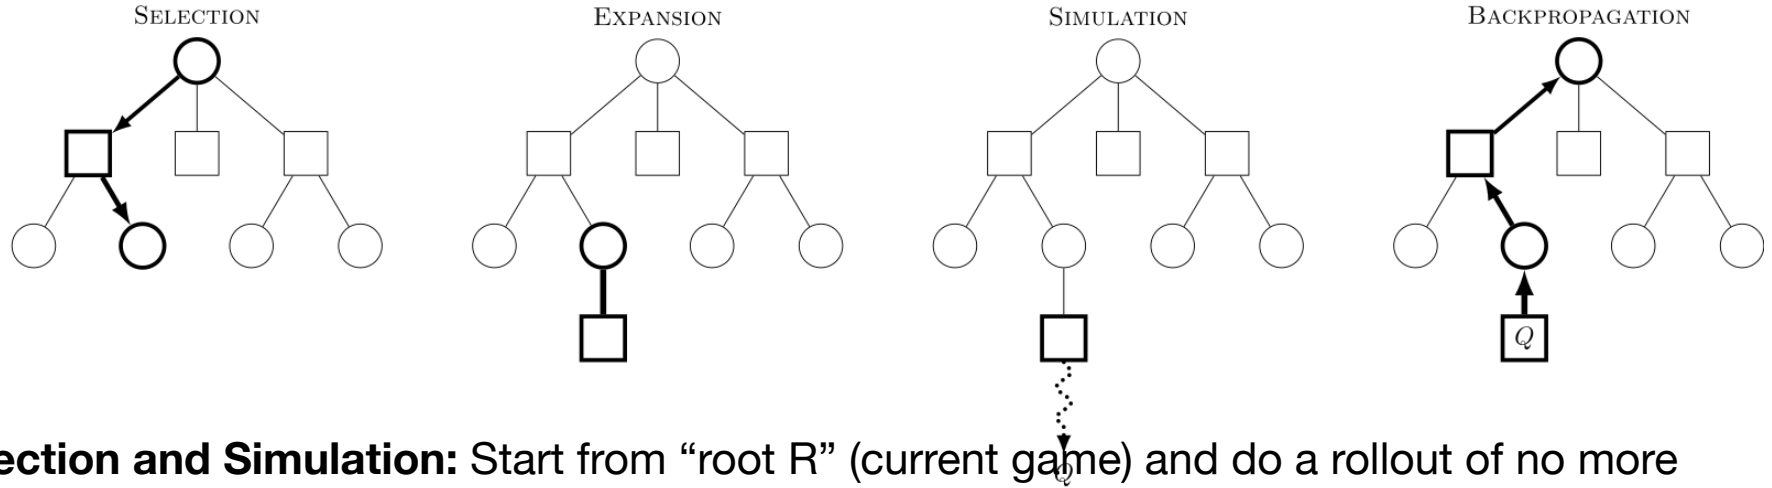 SELECTION EXPANSION SIMULATION BACKPROPAGATION
Q
ection and Simulation: Start from “root R” (current game) and do a rollout of no more
Q